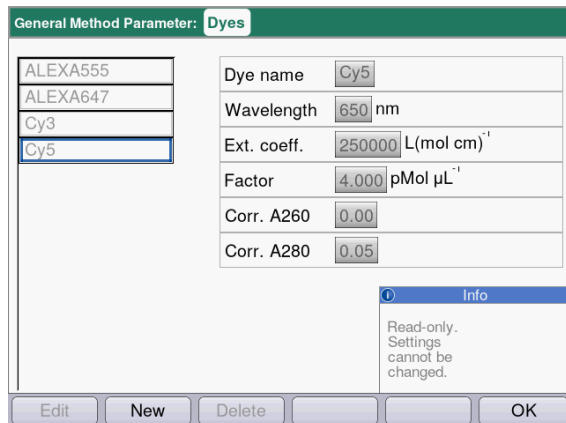 General Method Parameter: Dyes
ALEXA555
ALEXA647
Cy3
Cy5
Dye name Cy5
Wavelength 650 nm
Ext. coeff. 250000 L(mol cm)⁻¹
Factor 4.000 pMol µL⁻¹
Corr. A260 0.00
Corr. A280 0.05
Info
Read-only.
Settings
cannot be
changed.
Edit New Delete OK